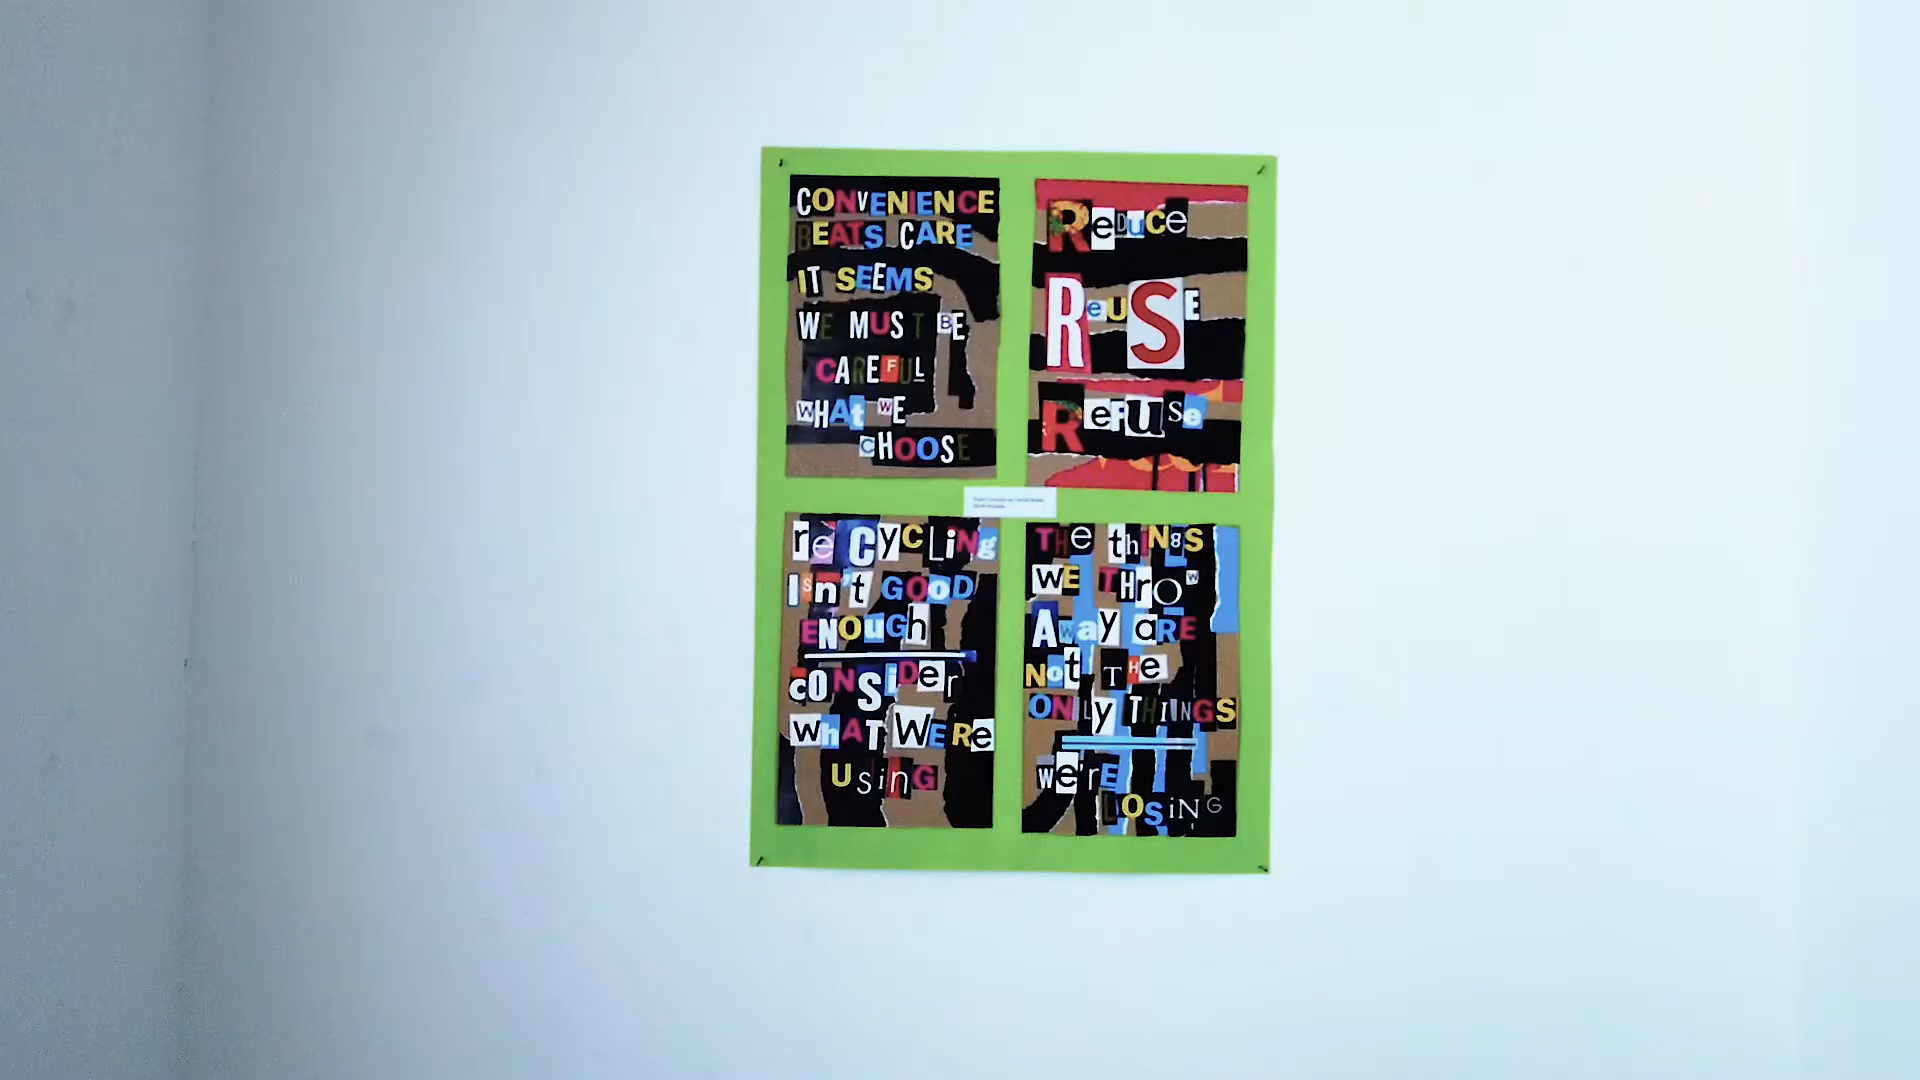 CONVENIENCE
BEATS CARE
IT SEEMS
WE MUST BE
CAREFUL
WHAt WE
CHOOSE
ReDuCe
ReUSE
RefuSe
reCyCLiNg
Isn't GOoD
ENOuGh
cONSiDer
whAT WERe
UsinG
THe thiN8S
WE THrow
Away aRE
Not THe
ONLy THINGS
we'rE
LOSiNG